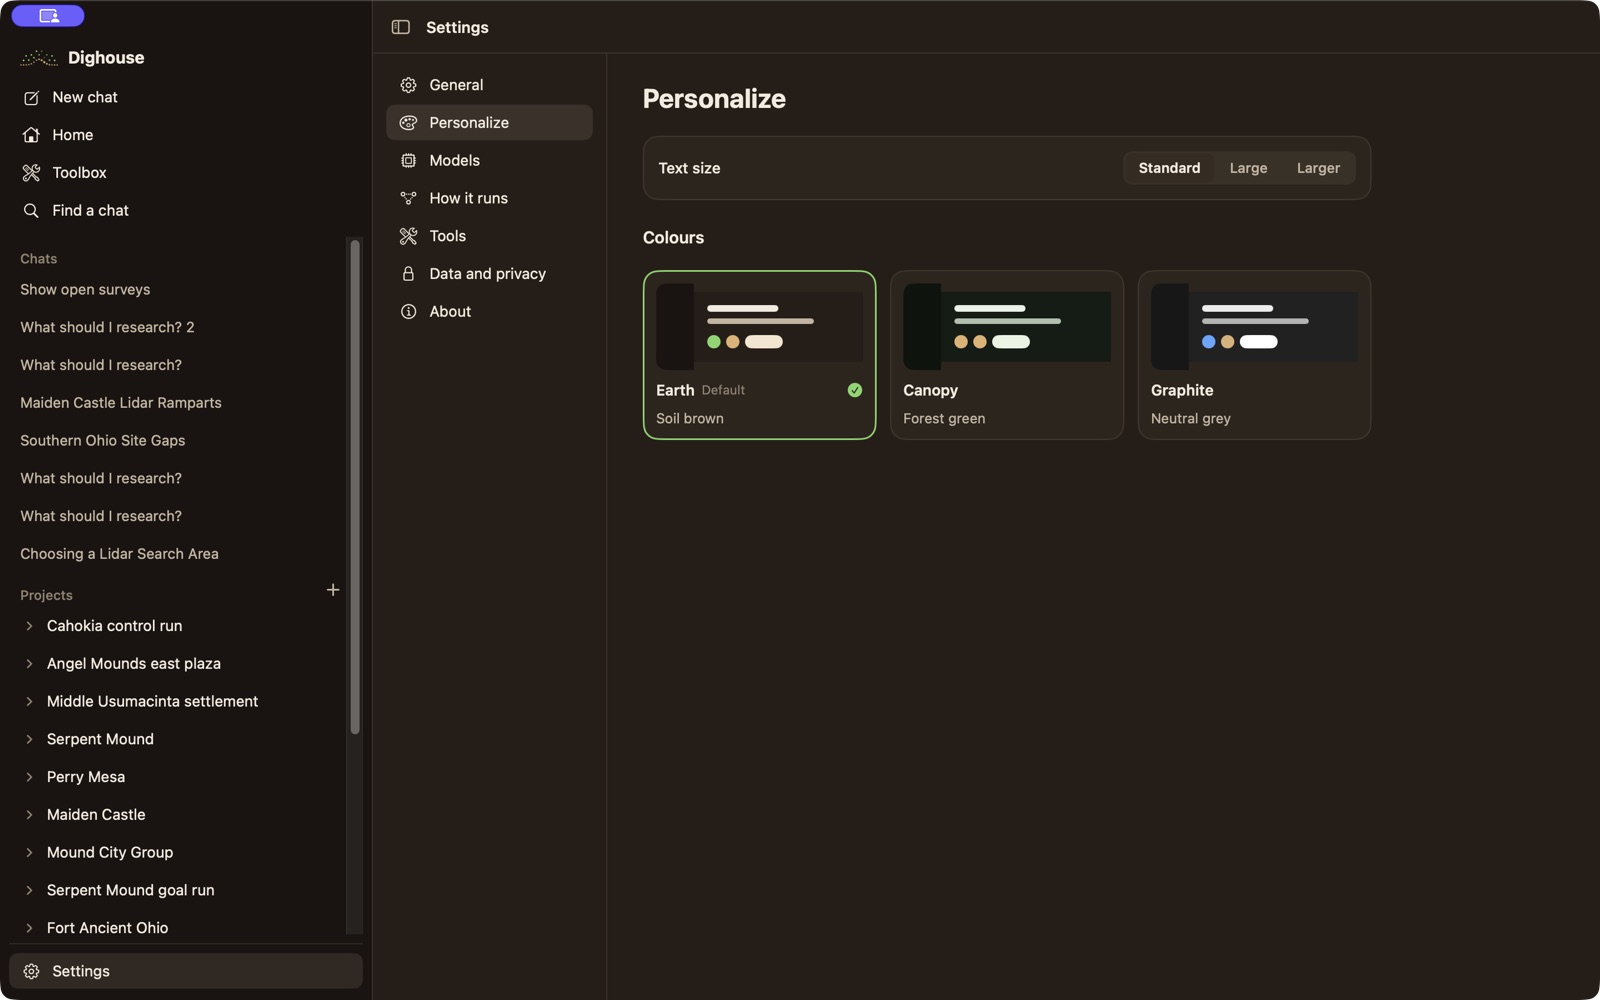 Dighouse
New chat
Home
Toolbox
Find a chat
Chats
Show open surveys
What should I research? 2
What should I research?
Maiden Castle Lidar Ramparts
Southern Ohio Site Gaps
What should I research?
What should I research?
Choosing a Lidar Search Area
Projects
Cahokia control run
Angel Mounds east plaza
Middle Usumacinta settlement
Serpent Mound
Perry Mesa
Maiden Castle
Mound City Group
Serpent Mound goal run
Fort Ancient Ohio
Settings
Settings
General
Personalize
Models
How it runs
Tools
Data and privacy
About
Personalize
Text size
Standard Large Larger
Colours
Earth Default
Soil brown
Canopy
Forest green
Graphite
Neutral grey